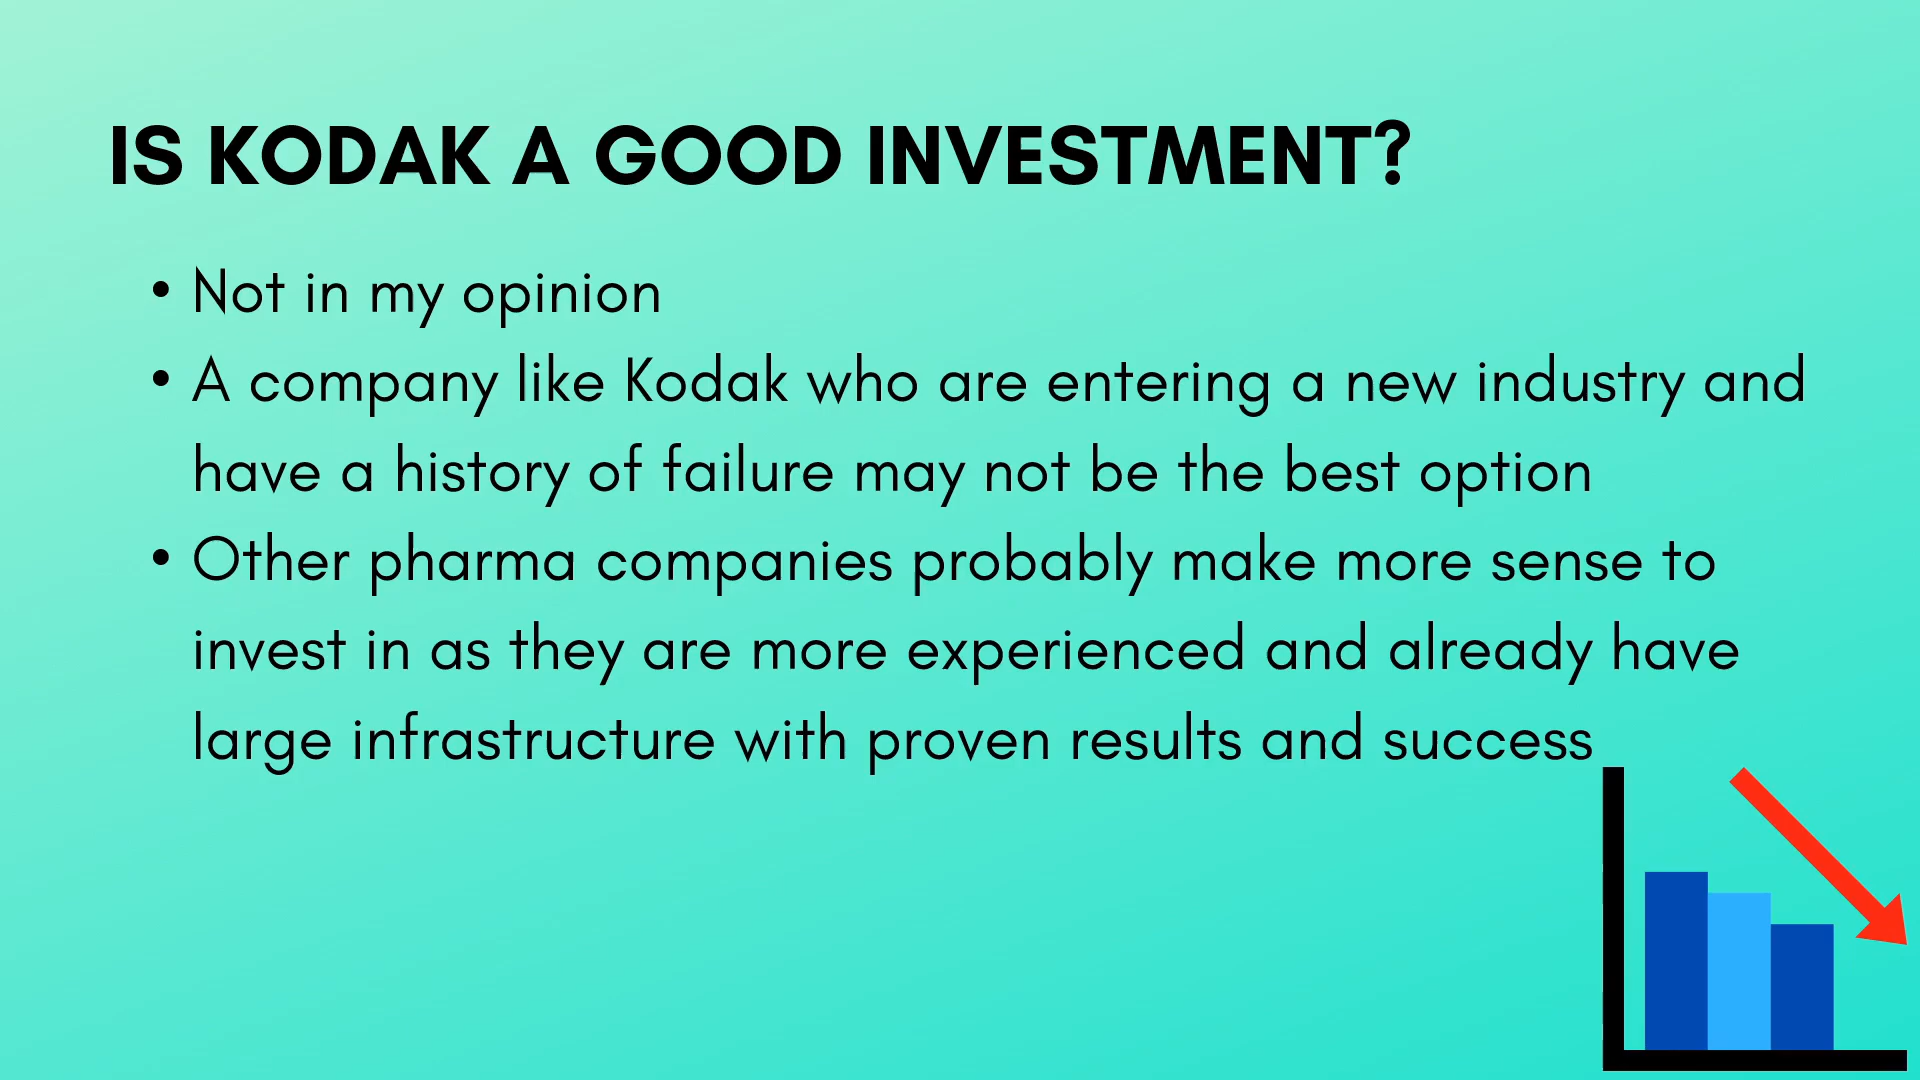 IS KODAK A GOOD INVESTMENT?
• Not in my opinion
• A company like Kodak who are entering a new industry and
have a history of failure may not be the best option
• Other pharma companies probably make more sense to
invest in as they are more experienced and already have
large infrastructure with proven results and success